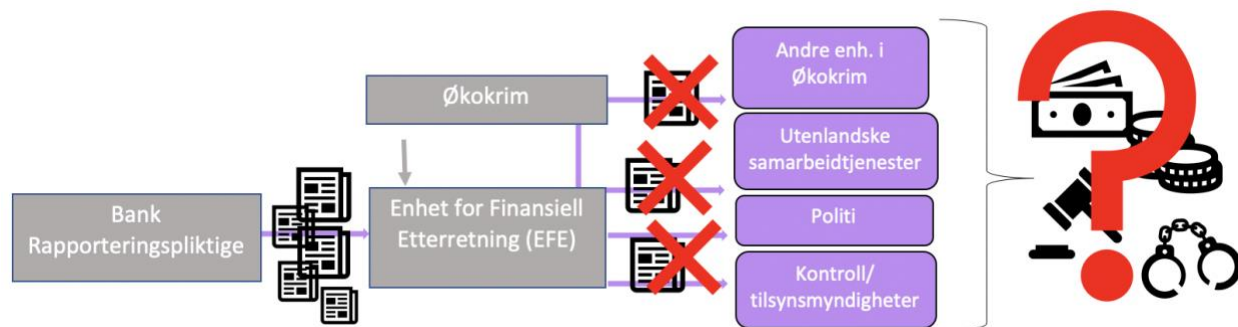 Bank
Rapporteringspliktige
Økokrim
Enhet for Finansiell
Etterretning (EFE)
Andre enh. i
Økokrim
Utenlandske
samarbeidtjenester
Politi
Kontroll/
tilsynsmyndigheter